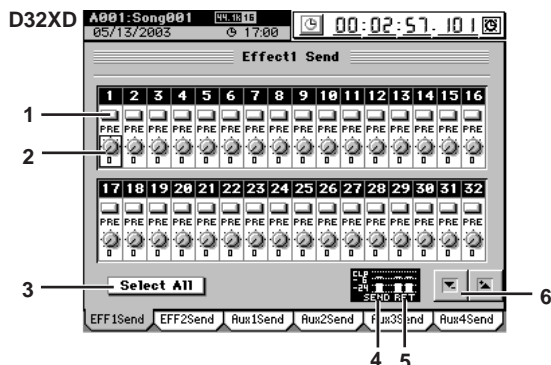 D32XD
A001:Song001 44.1k 16 00:02:57.101
05/13/2003 17:00
Effect1 Send
1 2 3 4 5 6 7 8 9 10 11 12 13 14 15 16
1
PRE PRE PRE PRE PRE PRE PRE PRE PRE PRE PRE PRE PRE PRE PRE PRE
2
0 0 0 0 0 0 0 0 0 0 0 0 0 0 0 0
17 18 19 20 21 22 23 24 25 26 27 28 29 30 31 32
PRE PRE PRE PRE PRE PRE PRE PRE PRE PRE PRE PRE PRE PRE PRE PRE
0 0 0 0 0 0 0 0 0 0 0 0 0 0 0 0
CLP
-6
3 Select All -24 6
SEND RET
EFF1Send EFF2Send Aux1Send Aux2Send Aux3Send Aux4Send
4 5